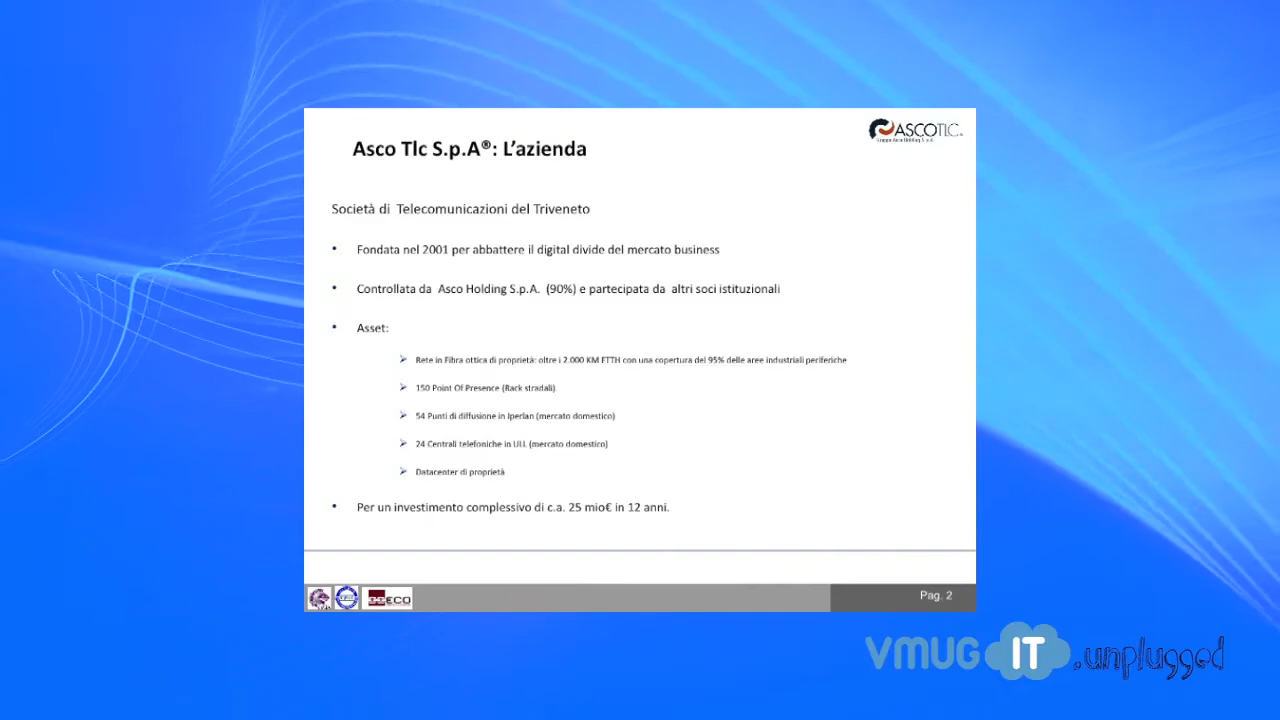 ASCOTLC
Gruppo Asco Holding S.p.A.
Asco Tlc S.p.A®: L'azienda
Società di Telecomunicazioni del Triveneto
• Fondata nel 2001 per abbattere il digital divide del mercato business
• Controllata da Asco Holding S.p.A. (90%) e partecipata da altri soci istituzionali
• Asset:
➢ Rete in Fibra ottica di proprietà: oltre i 2.000 KM FTTH con una copertura del 95% delle aree industriali periferiche
➢ 150 Point Of Presence (Rack stradali)
➢ 54 Punti di diffusione in Iperlan (mercato domestico)
➢ 24 Centrali telefoniche in ULL (mercato domestico)
➢ Datacenter di proprietà
• Per un investimento complessivo di c.a. 25 mio€ in 12 anni.
ECO
Pag. 2
VMUG IT .unplugged